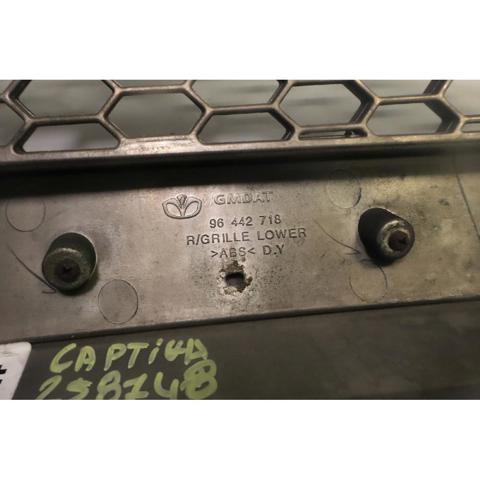 GMDAT
96 442 718
R/GRILLE LOWER
>ABS< D.Y
CAPTIVA
258748